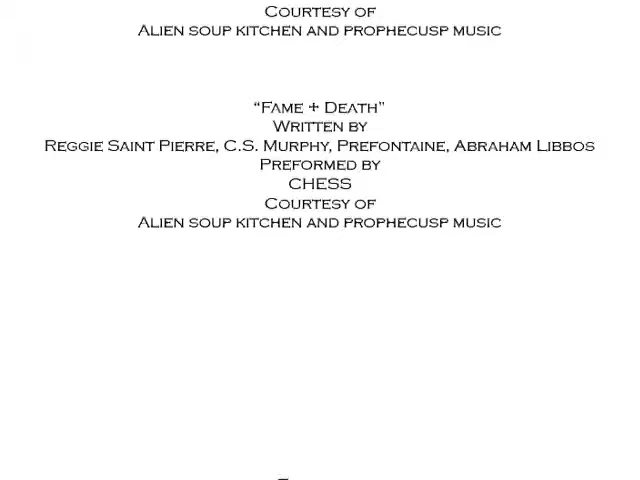 Courtesy of
Alien soup kitchen and prophecusp music
“Fame + Death”
Written by
Reggie Saint Pierre, C.S. Murphy, Prefontaine, Abraham Libbos
Preformed by
CHESS
Courtesy of
Alien soup kitchen and prophecusp music